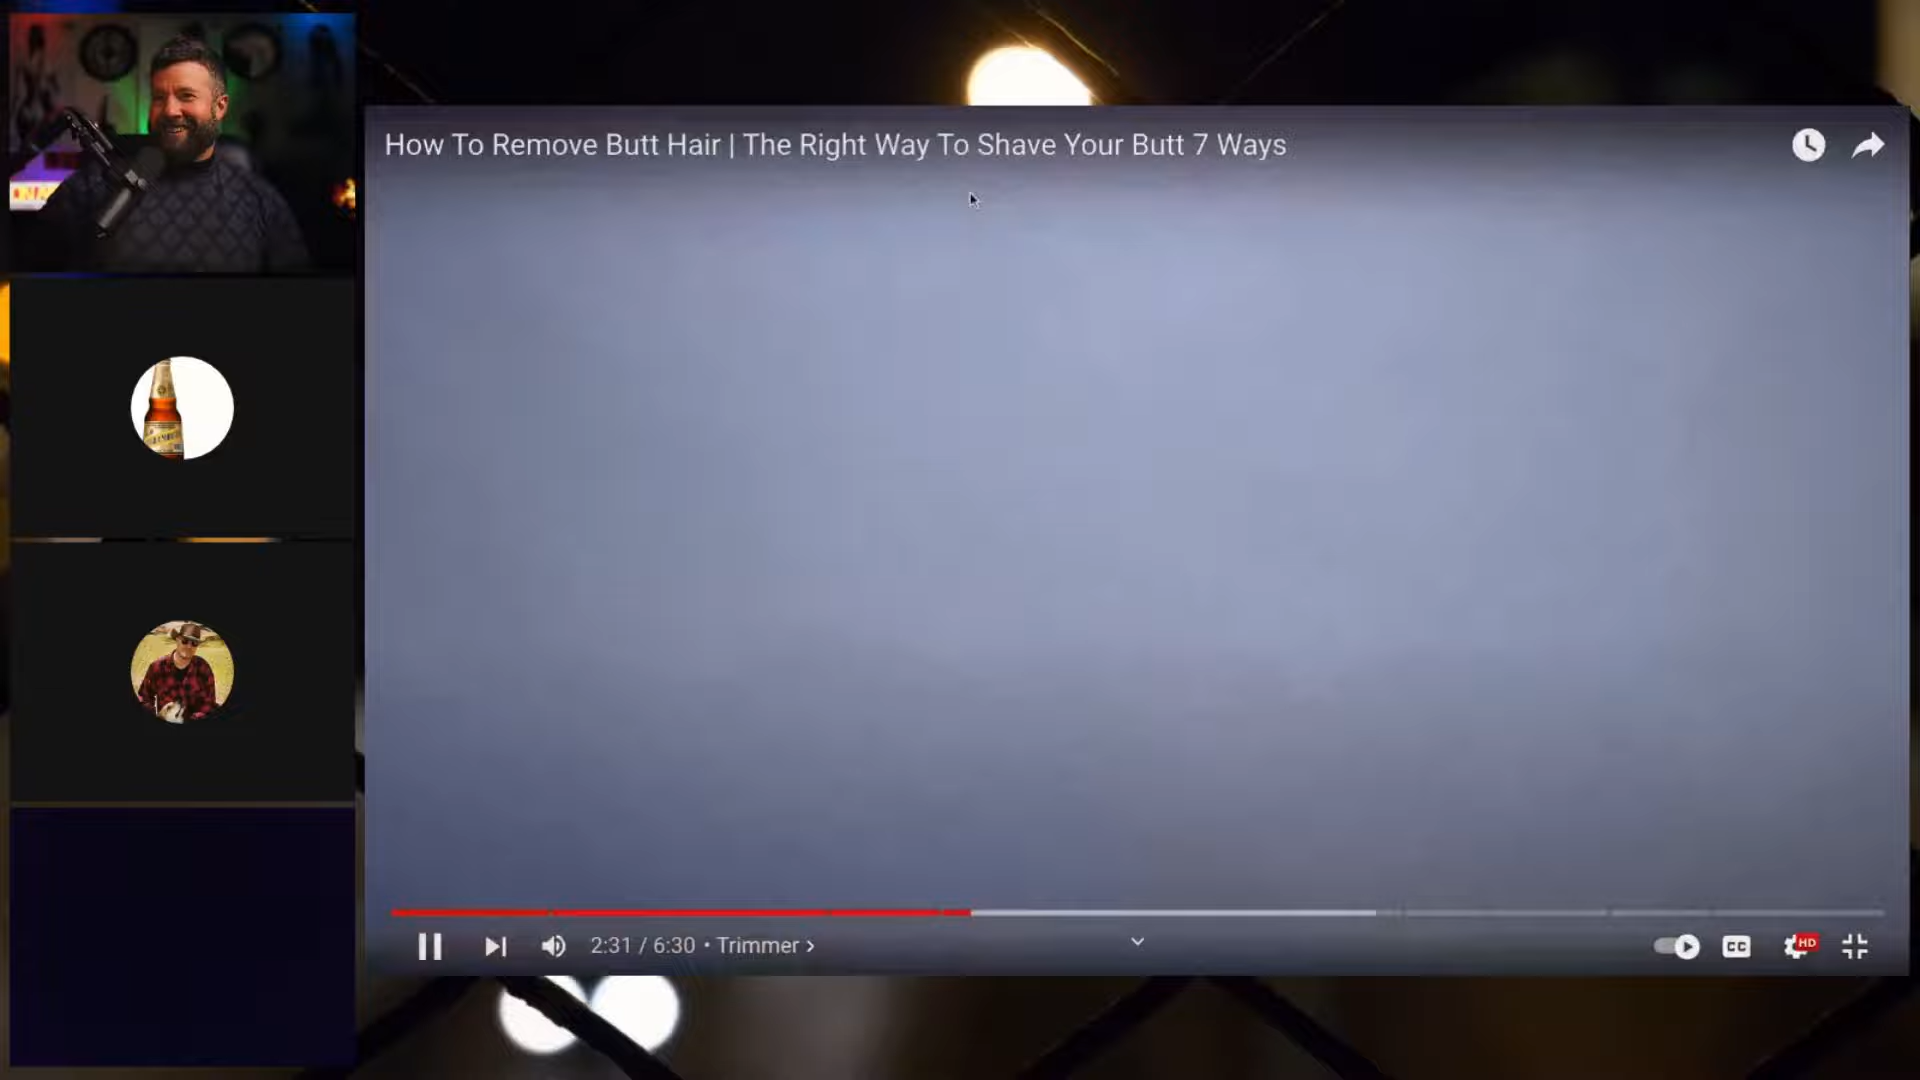 How To Remove Butt Hair | The Right Way To Shave Your Butt 7 Ways
2:31 / 6:30 • Trimmer >
CC
HD